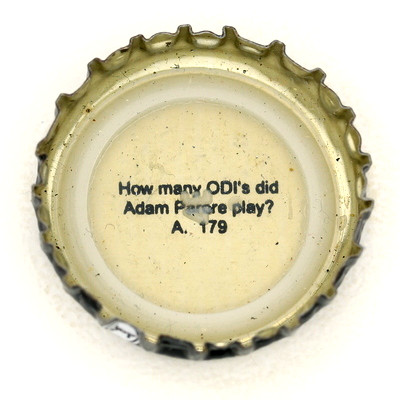 How many ODI's did
Adam Parore play?
A. 179